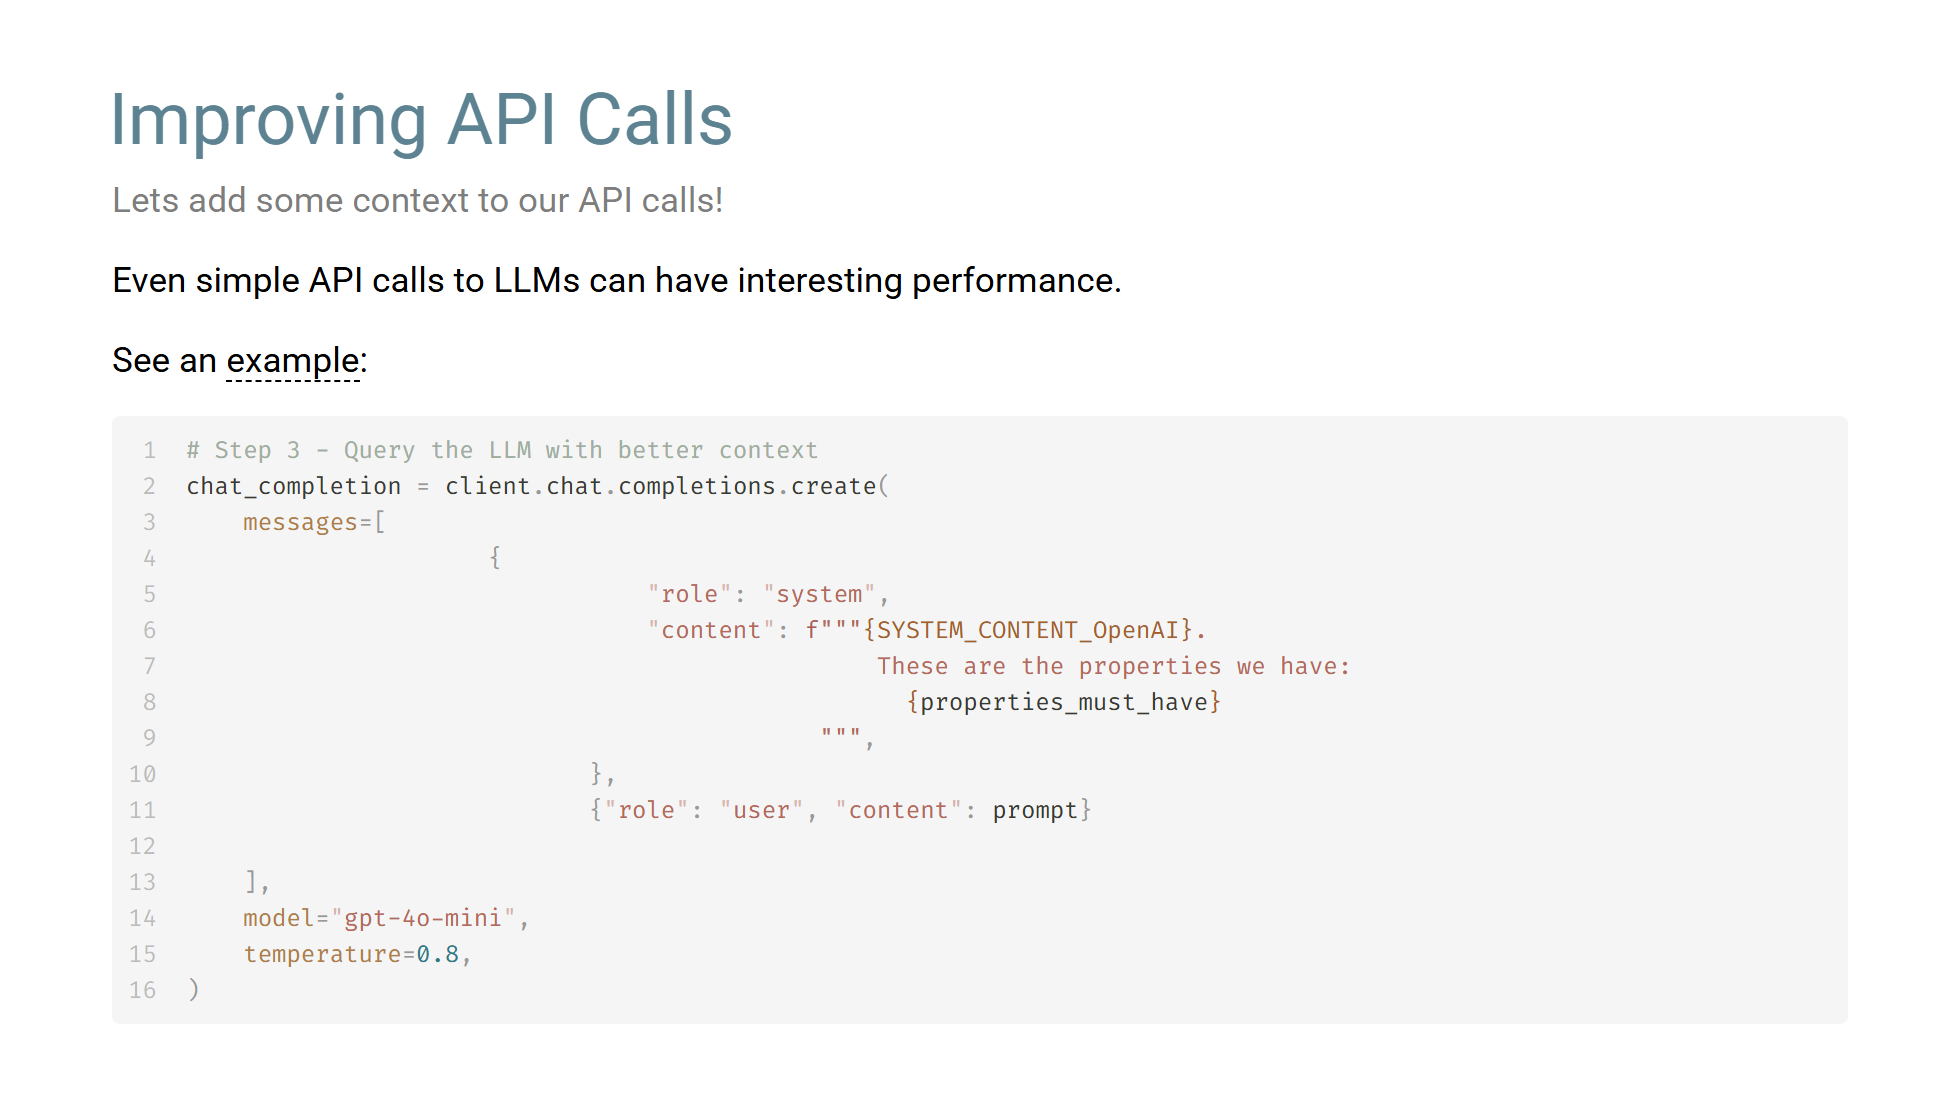 Improving API Calls
Lets add some context to our API calls!
Even simple API calls to LLMs can have interesting performance.
See an example:
1 # Step 3 - Query the LLM with better context
2 chat_completion = client.chat.completions.create(
3     messages=[
4                      {
5                                 "role": "system",
6                                 "content": f"""{SYSTEM_CONTENT_OpenAI}.
7                                                 These are the properties we have:
8                                                   {properties_must_have}
9                                             """,
10                             },
11                             {"role": "user", "content": prompt}
12
13     ],
14     model="gpt-4o-mini",
15     temperature=0.8,
16 )